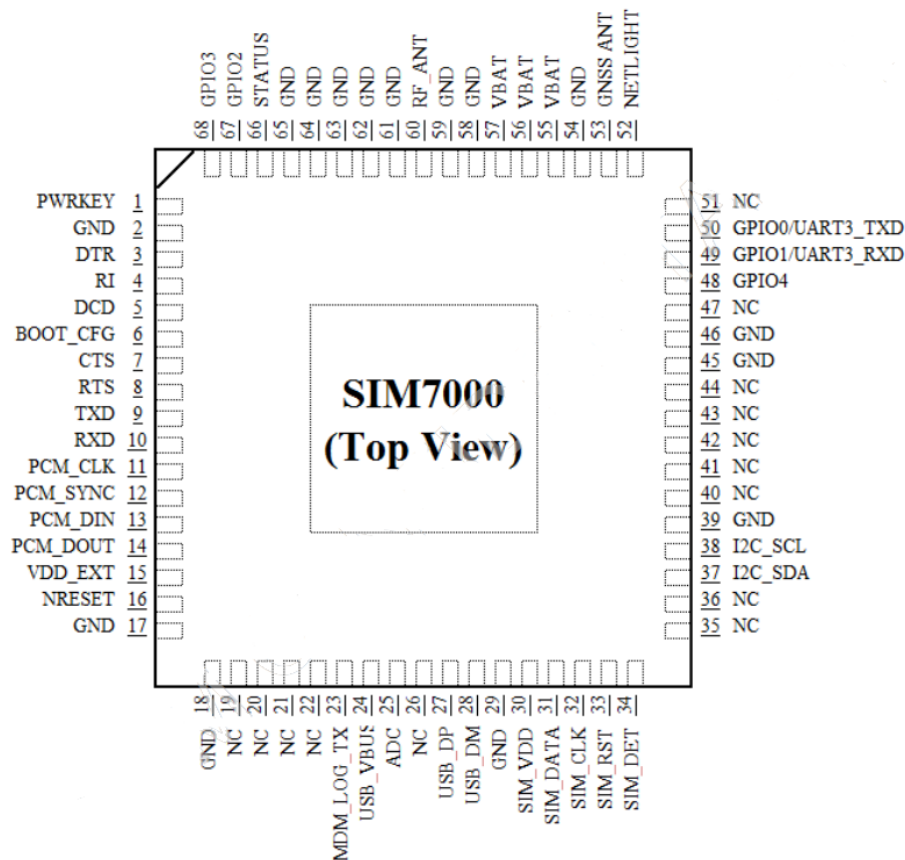 68 GPIO3
67 GPIO2
66 STATUS
65 GND
64 GND
63 GND
62 GND
61 GND
60 RF_ANT
59 GND
58 GND
57 VBAT
56 VBAT
55 VBAT
54 GND
53 GNSS ANT
52 NETLIGHT
PWRKEY 1
GND 2
DTR 3
RI 4
DCD 5
BOOT_CFG 6
CTS 7
RTS 8
TXD 9
RXD 10
PCM_CLK 11
PCM_SYNC 12
PCM_DIN 13
PCM_DOUT 14
VDD_EXT 15
NRESET 16
GND 17
SIM7000
(Top View)
51 NC
50 GPIO0/UART3_TXD
49 GPIO1/UART3_RXD
48 GPIO4
47 NC
46 GND
45 GND
44 NC
43 NC
42 NC
41 NC
40 NC
39 GND
38 I2C_SCL
37 I2C_SDA
36 NC
35 NC
GND 18
NC 19
NC 20
NC 21
NC 22
MDM_LOG_TX 23
USB_VBUS 24
ADC 25
NC 26
USB_DP 27
USB_DM 28
GND 29
SIM_VDD 30
SIM_DATA 31
SIM_CLK 32
SIM_RST 33
SIM_DET 34